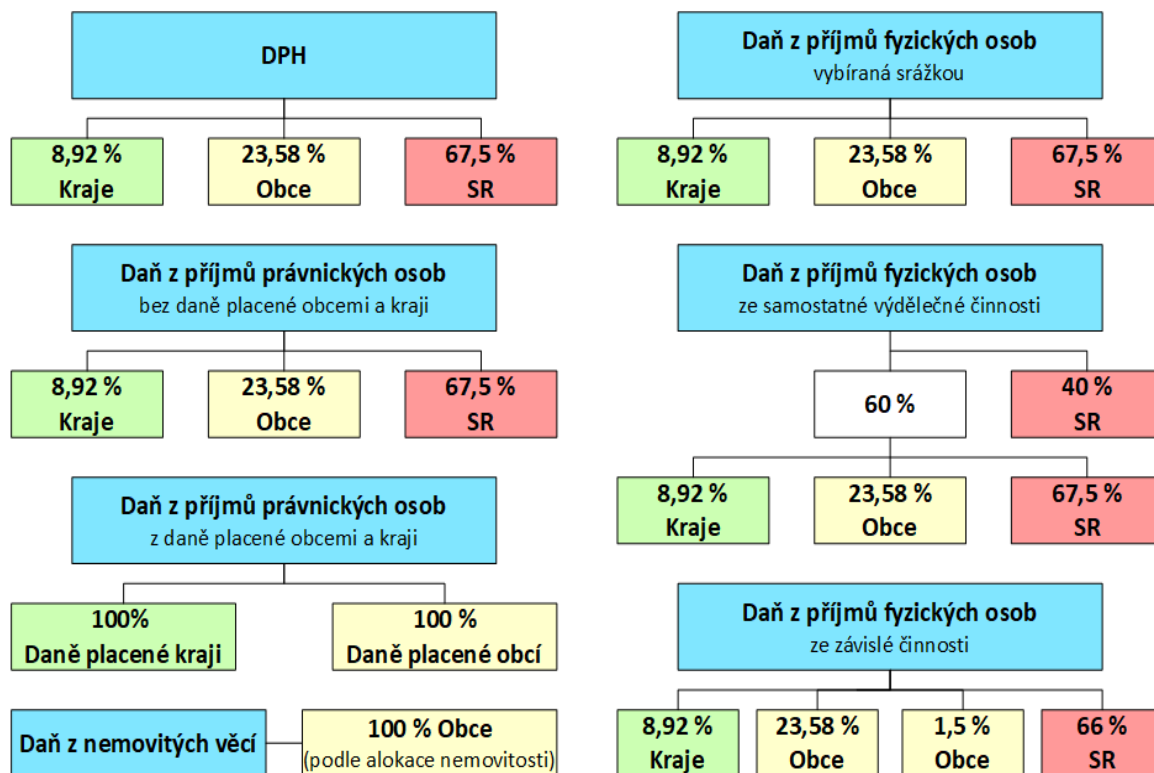 DPH
8,92 %
Kraje
23,58 %
Obce
67,5 %
SR
Daň z příjmů právnických osob
bez daně placené obcemi a kraji
8,92 %
Kraje
23,58 %
Obce
67,5 %
SR
Daň z příjmů právnických osob
z daně placené obcemi a kraji
100%
Daně placené kraji
100 %
Daně placené obcí
Daň z nemovitých věcí
100 % Obce
(podle alokace nemovitosti)
Daň z příjmů fyzických osob
vybíraná srážkou
8,92 %
Kraje
23,58 %
Obce
67,5 %
SR
Daň z příjmů fyzických osob
ze samostatné výdělečné činnosti
60 %
40 %
SR
8,92 %
Kraje
23,58 %
Obce
67,5 %
SR
Daň z příjmů fyzických osob
ze závislé činnosti
8,92 %
Kraje
23,58 %
Obce
1,5 %
Obce
66 %
SR